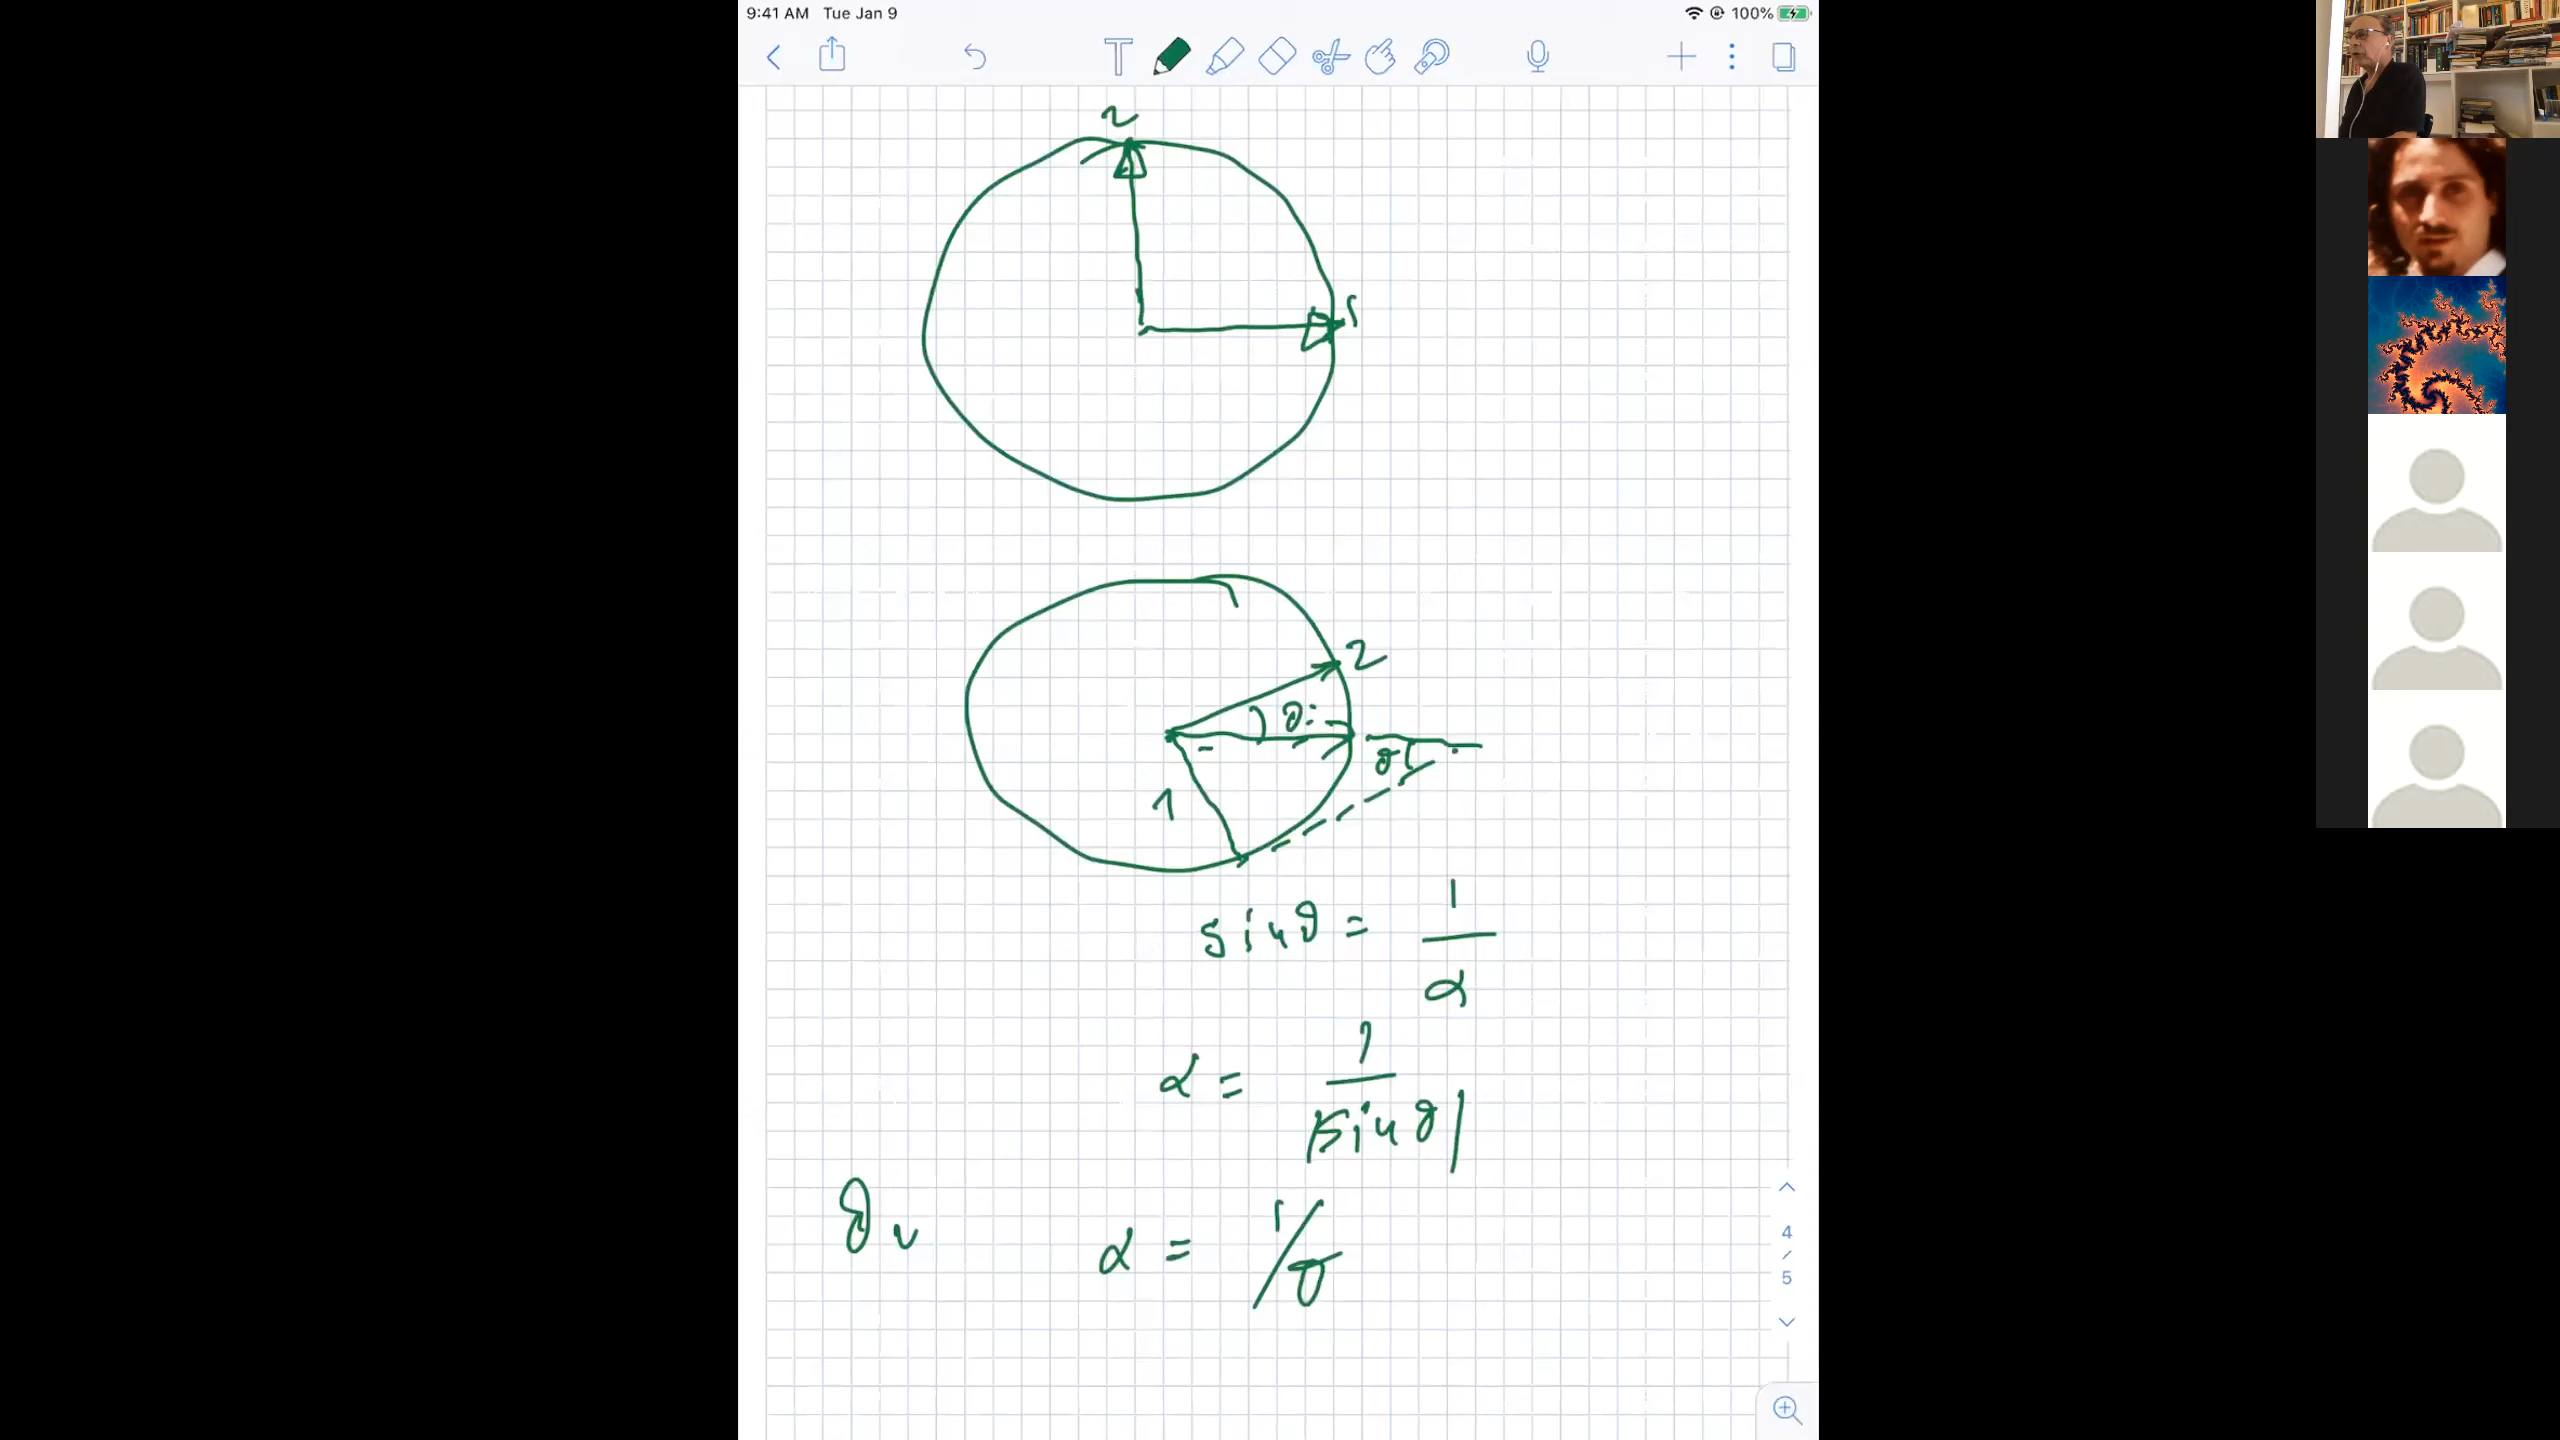 9:41 AM Tue Jan 9 100%
T
2
1
2
θ
1
sin θ = 1/α
α = 1/|sin θ|
α = 1/σ
4
/
5